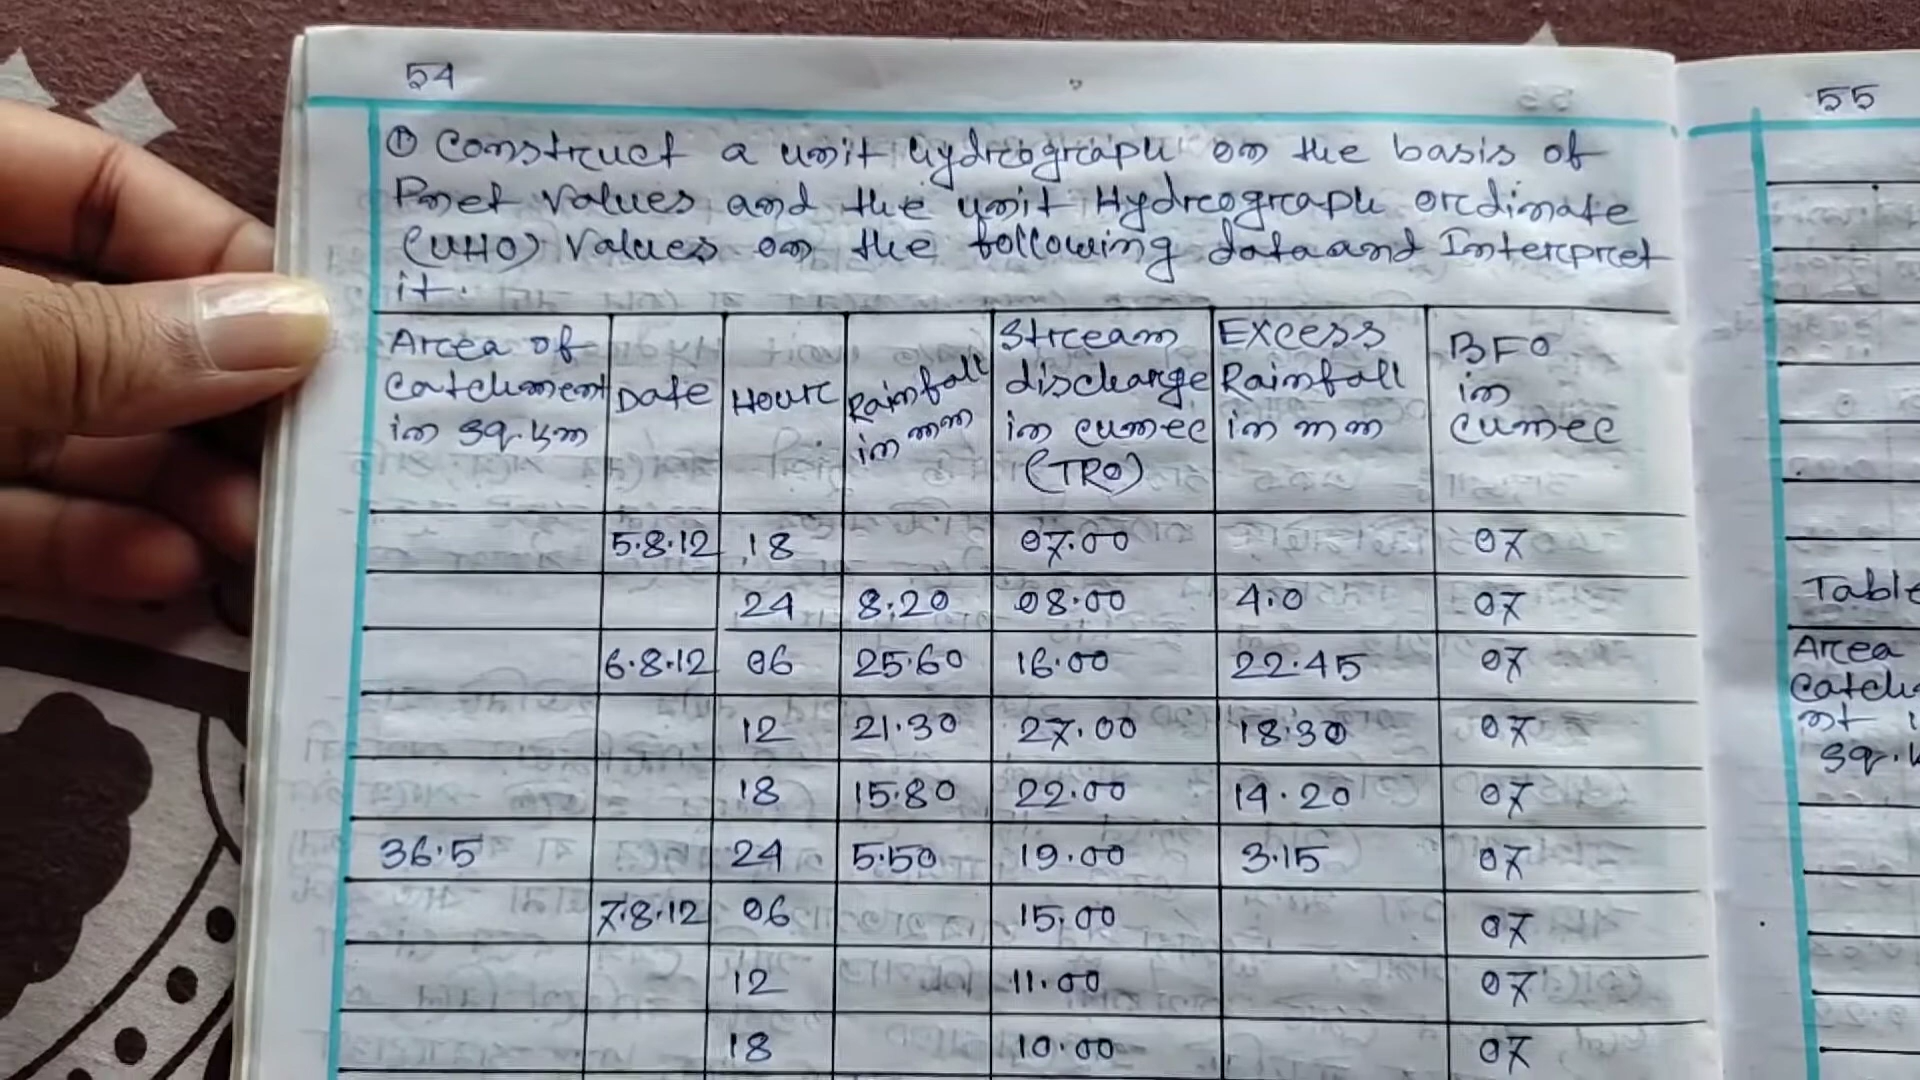 54
① Construct a unit hydrograph on the basis of
Pnet values and the unit Hydrograph ordinate
(UHO) Values on the following data and Interpret
it.
Area of Catchment in sq.km | Date | Hour | Rainfall in mm | Stream discharge in cumec (TRO) | Excess Rainfall in mm | BFO in cumec
5.8.12 | 18 | 07.00 | 07
24 | 8.20 | 08.00 | 4.0 | 07
6.8.12 | 06 | 25.60 | 16.00 | 22.45 | 07
12 | 21.30 | 27.00 | 18.30 | 07
18 | 15.80 | 22.00 | 14.20 | 07
36.5 | 24 | 5.50 | 19.00 | 3.15 | 07
7.8.12 | 06 | 15.00 | 07
12 | 11.00 | 07
18 | 10.00 | 07
55
Table
Area
Catchm
nt
sq.k